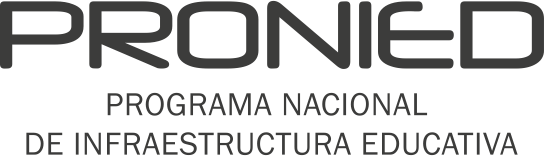 PRONIED
PROGRAMA NACIONAL
DE INFRAESTRUCTURA EDUCATIVA